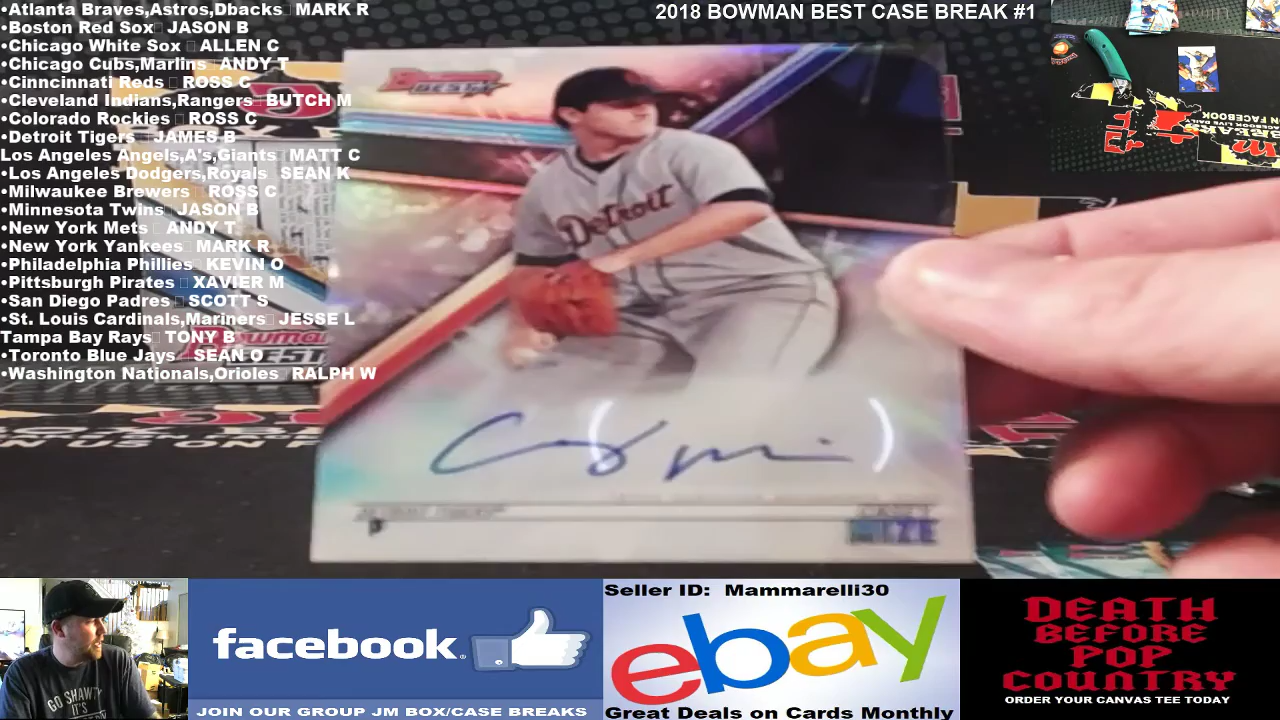 •Atlanta Braves,Astros,Dbacks MARK R
•Boston Red Sox JASON B
•Chicago White Sox ALLEN C
•Chicago Cubs,Marlins ANDY T
•Cinncinnati Reds ROSS C
•Cleveland Indians,Rangers BUTCH M
•Colorado Rockies ROSS C
•Detroit Tigers JAMES B
Los Angeles Angels,A's,Giants MATT C
•Los Angeles Dodgers,Royals SEAN K
•Milwaukee Brewers ROSS C
•Minnesota Twins JASON B
•New York Mets ANDY T
•New York Yankees MARK R
•Philadelphia Phillies KEVIN O
•Pittsburgh Pirates XAVIER M
•San Diego Padres SCOTT S
•St. Louis Cardinals,Mariners JESSE L
Tampa Bay Rays TONY B
•Toronto Blue Jays SEAN O
•Washington Nationals,Orioles RALPH W
2018 BOWMAN BEST CASE BREAK #1
Bowman's
BEST
Detroit
CASEY
MIZE
P
Bowman's
BEST
GO SHAWTY
IT'S
facebook
JOIN OUR GROUP JM BOX/CASE BREAKS
Seller ID: Mammarelli30
ebay
Great Deals on Cards Monthly
DEATH
BEFORE
POP
COUNTRY
ORDER YOUR CANVAS TEE TODAY